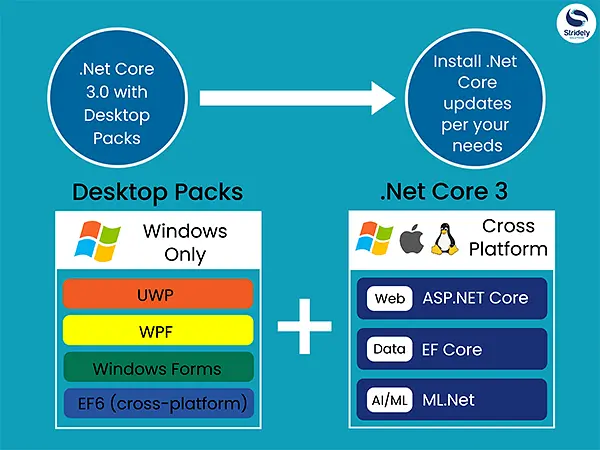 Stridely
SOLUTIONS
.Net Core
3.0 with
Desktop
Packs
Install .Net
Core
updates
per your
needs
Desktop Packs
.Net Core 3
Windows
Only
Cross
Platform
UWP
WPF
Windows Forms
EF6 (cross-platform)
Web ASP.NET Core
Data EF Core
AI/ML ML.Net